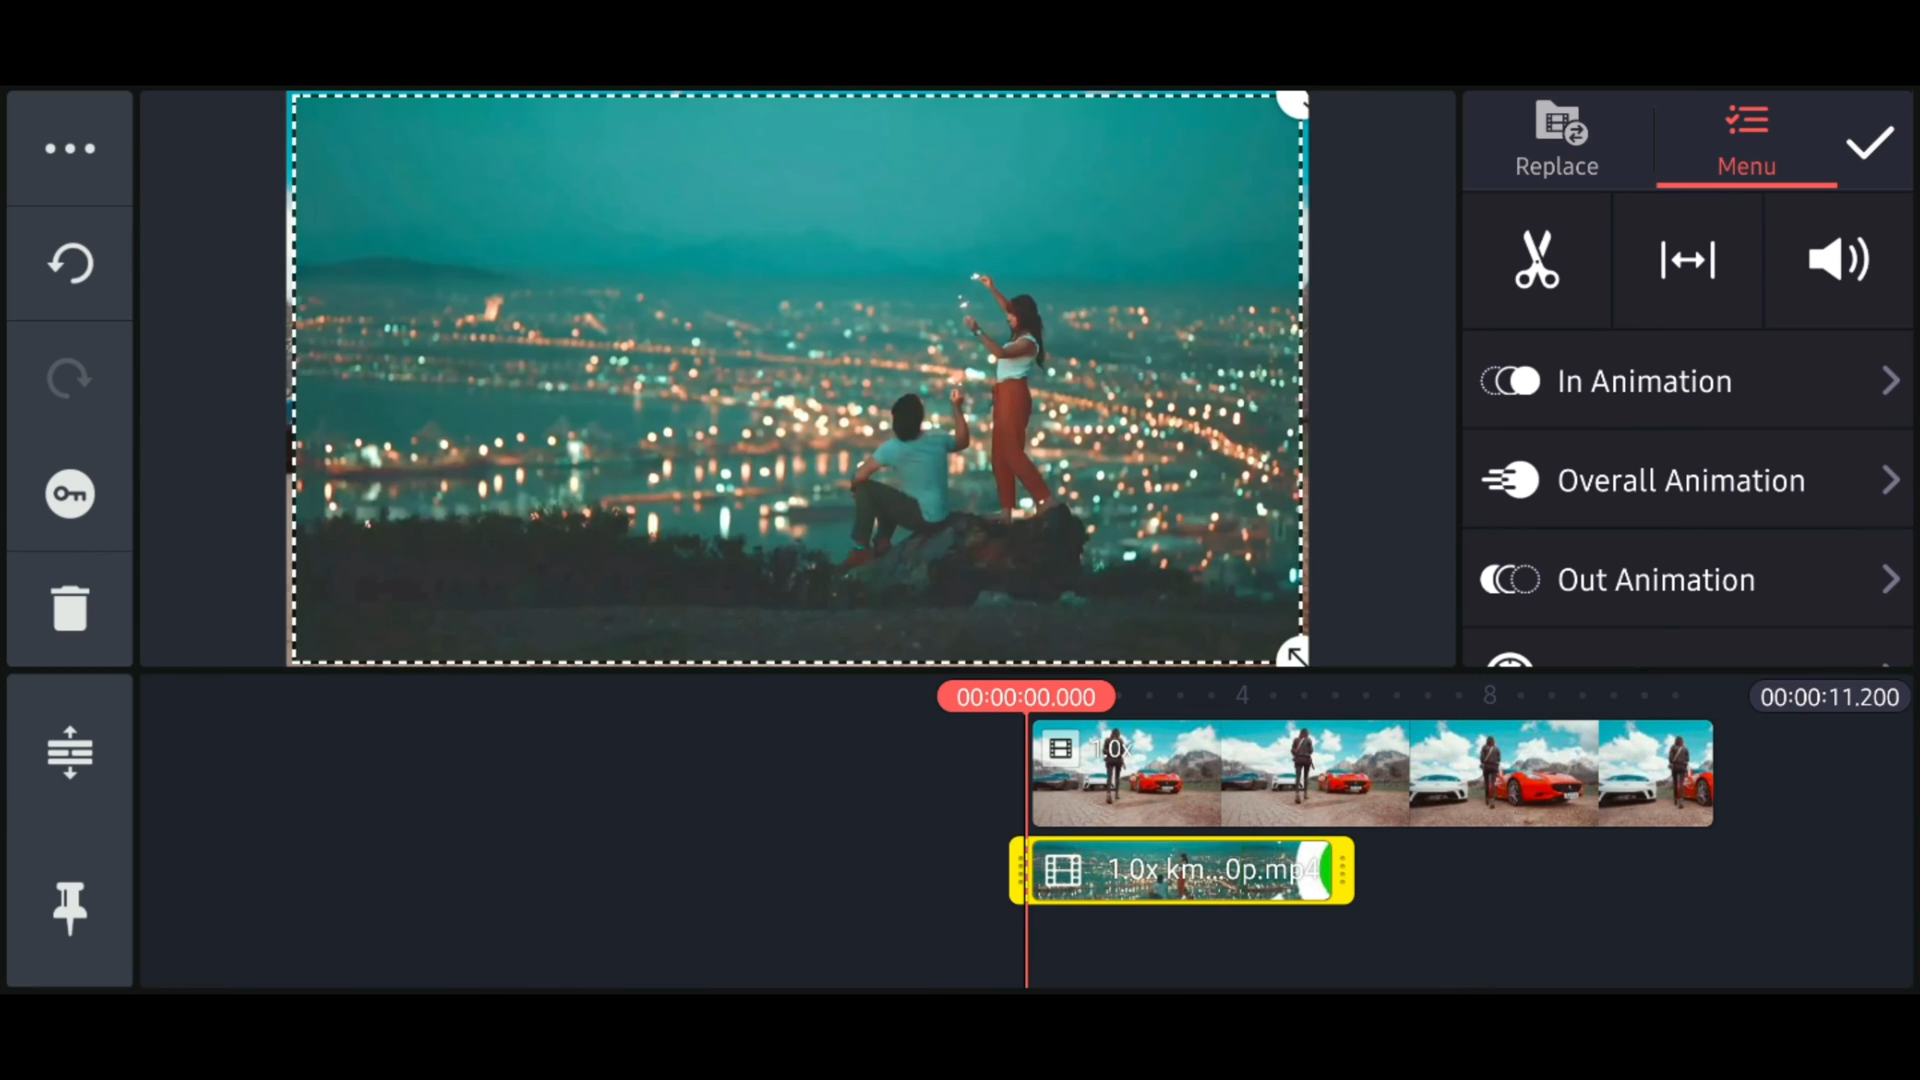 Replace
Menu
In Animation
Overall Animation
Out Animation
00:00:00.000
4
8
00:00:11.200
1.0x
1.0x km...0p.mp4